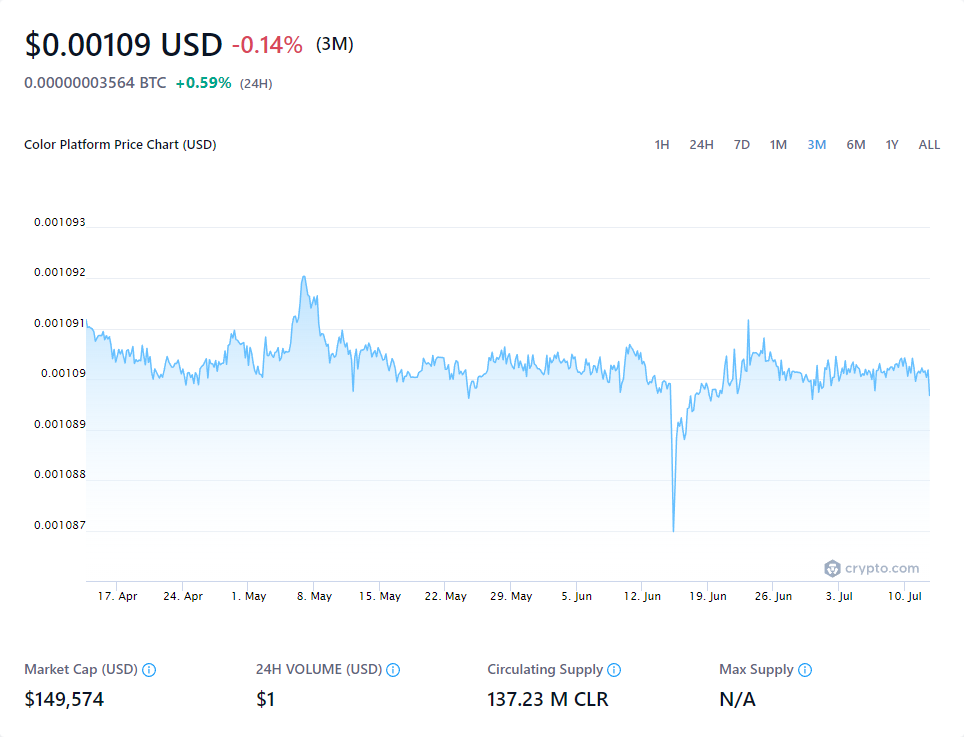 $0.00109 USD -0.14% (3M)
0.00000003564 BTC +0.59% (24H)
Color Platform Price Chart (USD) 1H 24H 7D 1M 3M 6M 1Y ALL
0.001093
0.001092
0.001091
0.00109
0.001089
0.001088
0.001087
crypto.com
17. Apr 24. Apr 1. May 8. May 15. May 22. May 29. May 5. Jun 12. Jun 19. Jun 26. Jun 3. Jul 10. Jul
Market Cap (USD) 24H VOLUME (USD) Circulating Supply Max Supply
$149,574 $1 137.23 M CLR N/A